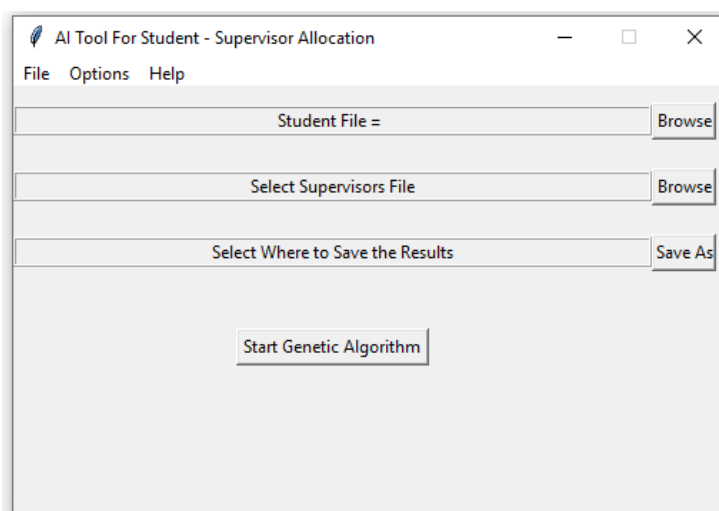 AI Tool For Student - Supervisor Allocation
File Options Help
Student File = Browse
Select Supervisors File Browse
Select Where to Save the Results Save As
Start Genetic Algorithm